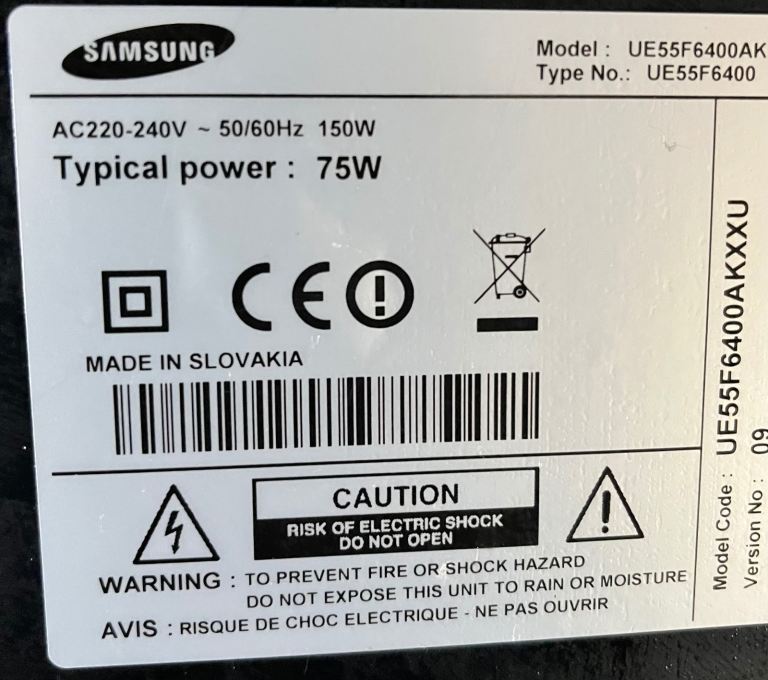 SAMSUNG
Model : UE55F6400AK
Type No.: UE55F6400
AC220-240V ~ 50/60Hz 150W
Typical power : 75W
CE
MADE IN SLOVAKIA
CAUTION
RISK OF ELECTRIC SHOCK
DO NOT OPEN
WARNING : TO PREVENT FIRE OR SHOCK HAZARD
DO NOT EXPOSE THIS UNIT TO RAIN OR MOISTURE
AVIS : RISQUE DE CHOC ELECTRIQUE - NE PAS OUVRIR
Model Code : UE55F6400AKXXU
Version No : 09